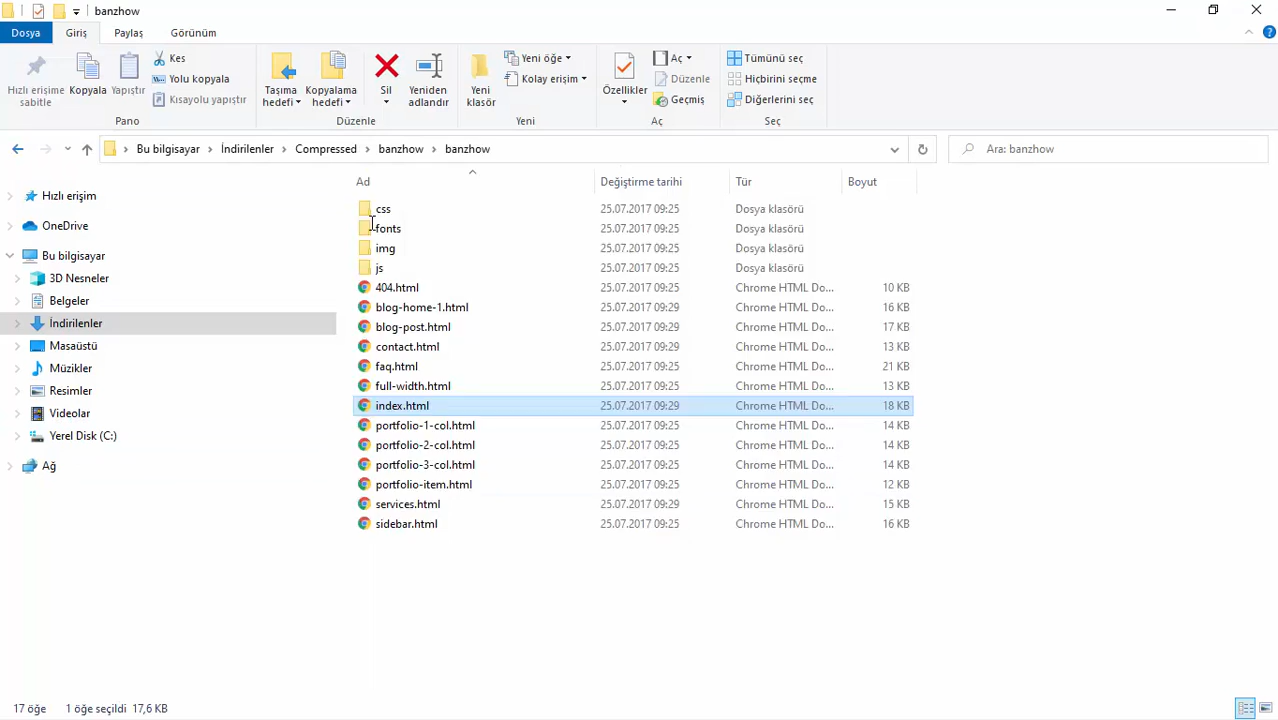 banzhow
Dosya Giriş Paylaş Görünüm
Hızlı erişime sabitle
Kopyala
Yapıştır
Kes
Yolu kopyala
Kısayolu yapıştır
Pano
Taşıma hedefi
Kopyalama hedefi
Sil
Yeniden adlandır
Düzenle
Yeni klasör
Yeni öğe
Kolay erişim
Yeni
Özellikler
Aç
Düzenle
Geçmiş
Aç
Tümünü seç
Hiçbirini seçme
Diğerlerini seç
Seç
Bu bilgisayar > İndirilenler > Compressed > banzhow > banzhow
Ara: banzhow
Hızlı erişim
OneDrive
Bu bilgisayar
3D Nesneler
Belgeler
İndirilenler
Masaüstü
Müzikler
Resimler
Videolar
Yerel Disk (C:)
Ağ
Ad Değiştirme tarihi Tür Boyut
css 25.07.2017 09:25 Dosya klasörü
fonts 25.07.2017 09:25 Dosya klasörü
img 25.07.2017 09:25 Dosya klasörü
js 25.07.2017 09:25 Dosya klasörü
404.html 25.07.2017 09:25 Chrome HTML Do... 10 KB
blog-home-1.html 25.07.2017 09:29 Chrome HTML Do... 16 KB
blog-post.html 25.07.2017 09:29 Chrome HTML Do... 17 KB
contact.html 25.07.2017 09:29 Chrome HTML Do... 13 KB
faq.html 25.07.2017 09:25 Chrome HTML Do... 21 KB
full-width.html 25.07.2017 09:25 Chrome HTML Do... 13 KB
index.html 25.07.2017 09:29 Chrome HTML Do... 18 KB
portfolio-1-col.html 25.07.2017 09:25 Chrome HTML Do... 14 KB
portfolio-2-col.html 25.07.2017 09:25 Chrome HTML Do... 14 KB
portfolio-3-col.html 25.07.2017 09:25 Chrome HTML Do... 14 KB
portfolio-item.html 25.07.2017 09:25 Chrome HTML Do... 12 KB
services.html 25.07.2017 09:29 Chrome HTML Do... 15 KB
sidebar.html 25.07.2017 09:25 Chrome HTML Do... 16 KB
17 öğe 1 öğe seçildi 17,6 KB